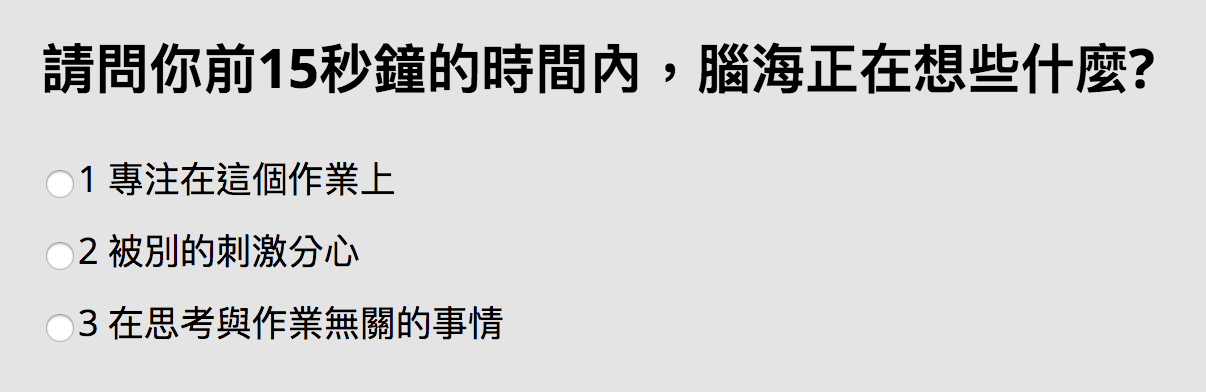 請問你前15秒鐘的時間內，腦海正在想些什麼?
1 專注在這個作業上
2 被別的刺激分心
3 在思考與作業無關的事情